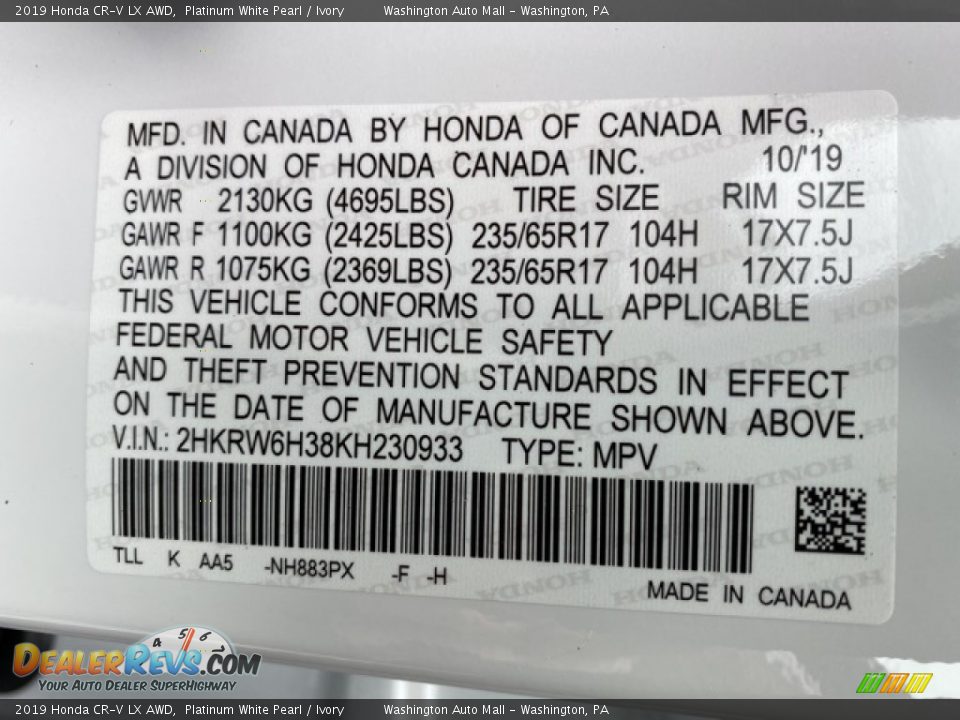 2019 Honda CR-V LX AWD, Platinum White Pearl / Ivory Washington Auto Mall - Washington, PA
MFD. IN CANADA BY HONDA OF CANADA MFG.,
A DIVISION OF HONDA CANADA INC. 10/'19
GVWR 2130KG (4695LBS) TIRE SIZE RIM SIZE
GAWR F 1100KG (2425LBS) 235/65R17 104H 17X7.5J
GAWR R 1075KG (2369LBS) 235/65R17 104H 17X7.5J
THIS VEHICLE CONFORMS TO ALL APPLICABLE
FEDERAL MOTOR VEHICLE SAFETY
AND THEFT PREVENTION STANDARDS IN EFFECT
ON THE DATE OF MANUFACTURE SHOWN ABOVE.
V.I.N.: 2HKRW6H38KH230933 TYPE: MPV
TLL K AA5 -NH883PX -F -H
MADE IN CANADA
4 5 6 7
DEALERREVS.COM
YOUR AUTO DEALER SUPERHIGHWAY
2019 Honda CR-V LX AWD, Platinum White Pearl / Ivory Washington Auto Mall - Washington, PA